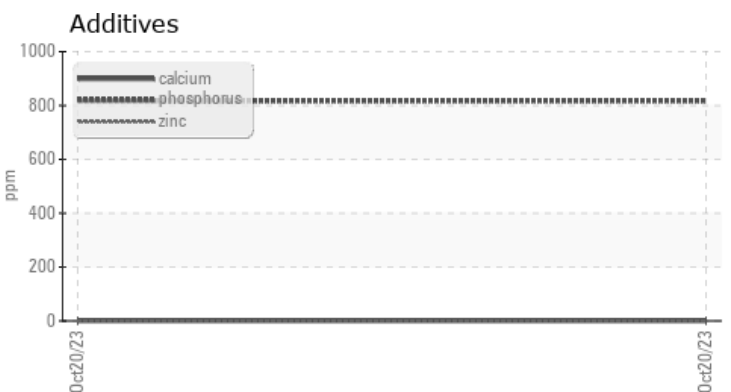 Additives
1000
800
600
400
200
0
ppm
calcium
phosphorus
zinc
Oct20/23
Oct20/23